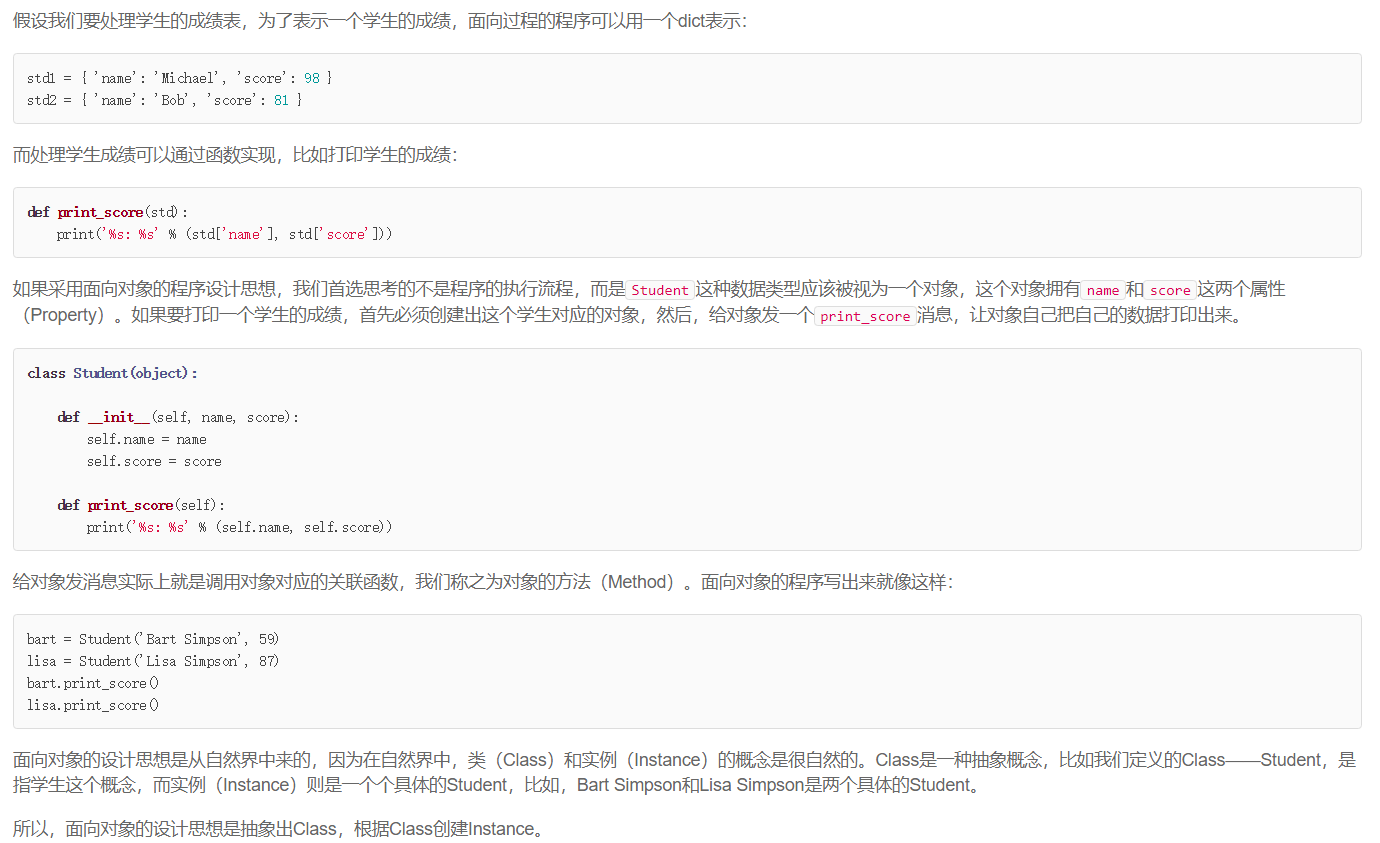 假设我们要处理学生的成绩表，为了表示一个学生的成绩，面向过程的程序可以用一个dict表示：
std1 = { 'name': 'Michael', 'score': 98 }
std2 = { 'name': 'Bob', 'score': 81 }
而处理学生成绩可以通过函数实现，比如打印学生的成绩：
def print_score(std):
    print('%s: %s' % (std['name'], std['score']))
如果采用面向对象的程序设计思想，我们首选思考的不是程序的执行流程，而是Student这种数据类型应该被视为一个对象，这个对象拥有name和score这两个属性
（Property）。如果要打印一个学生的成绩，首先必须创建出这个学生对应的对象，然后，给对象发一个print_score消息，让对象自己把自己的数据打印出来。
class Student(object):
    def __init__(self, name, score):
        self.name = name
        self.score = score
    def print_score(self):
        print('%s: %s' % (self.name, self.score))
给对象发消息实际上就是调用对象对应的关联函数，我们称之为对象的方法（Method）。面向对象的程序写出来就像这样：
bart = Student('Bart Simpson', 59)
lisa = Student('Lisa Simpson', 87)
bart.print_score()
lisa.print_score()
面向对象的设计思想是从自然界中来的，因为在自然界中，类（Class）和实例（Instance）的概念是很自然的。Class是一种抽象概念，比如我们定义的Class——Student，是
指学生这个概念，而实例（Instance）则是一个个具体的Student，比如，Bart Simpson和Lisa Simpson是两个具体的Student。
所以，面向对象的设计思想是抽象出Class，根据Class创建Instance。